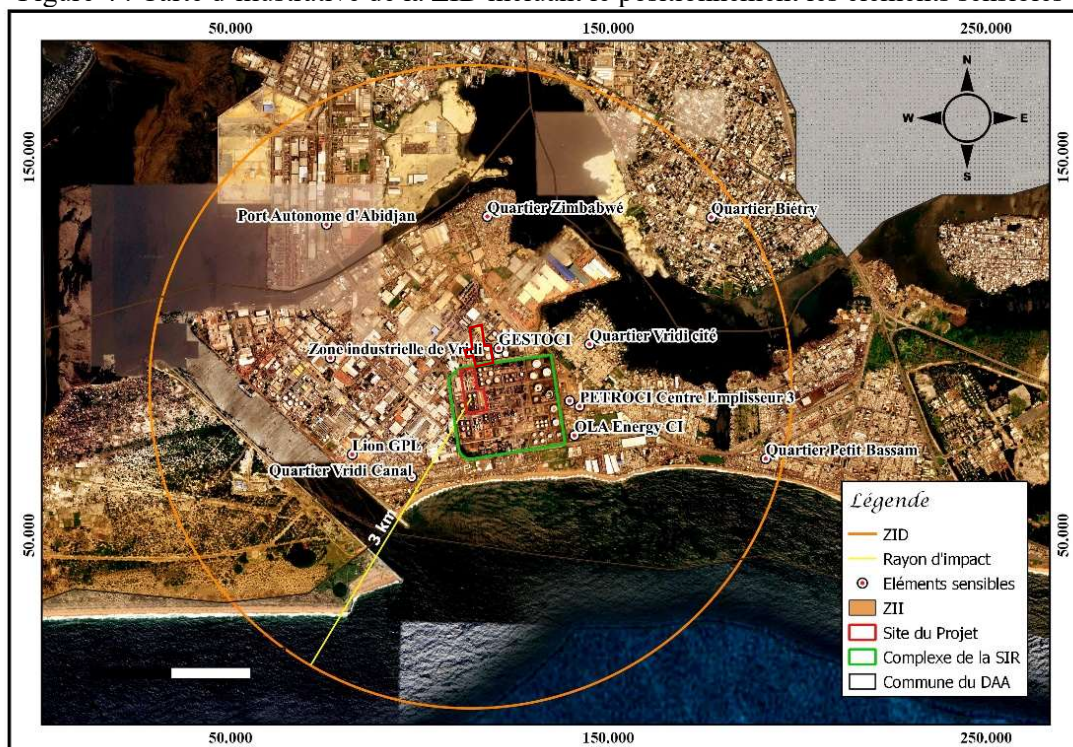 Figure 4 : Carte d'illustrative de la ZID incluant le positionnement les éléments sensibles
50.000 150.000 250.000
N
W E
S
150.000 150.000
Port Autonome d'Abidjan
Quartier Zimbabwé
Quartier Biétry
Zone industrielle de Vridi
GESTOCI
Quartier Vridi cité
PETROCI Centre Emplisseur 3
OLA Energy CI
Lion GPL
Quartier Vridi Canal
Quartier Petit Bassam
3 km
50.000 50.000
Légende
ZID
Rayon d'impact
Eléments sensibles
ZII
Site du Projet
Complexe de la SIR
Commune du DAA
50.000 150.000 250.000